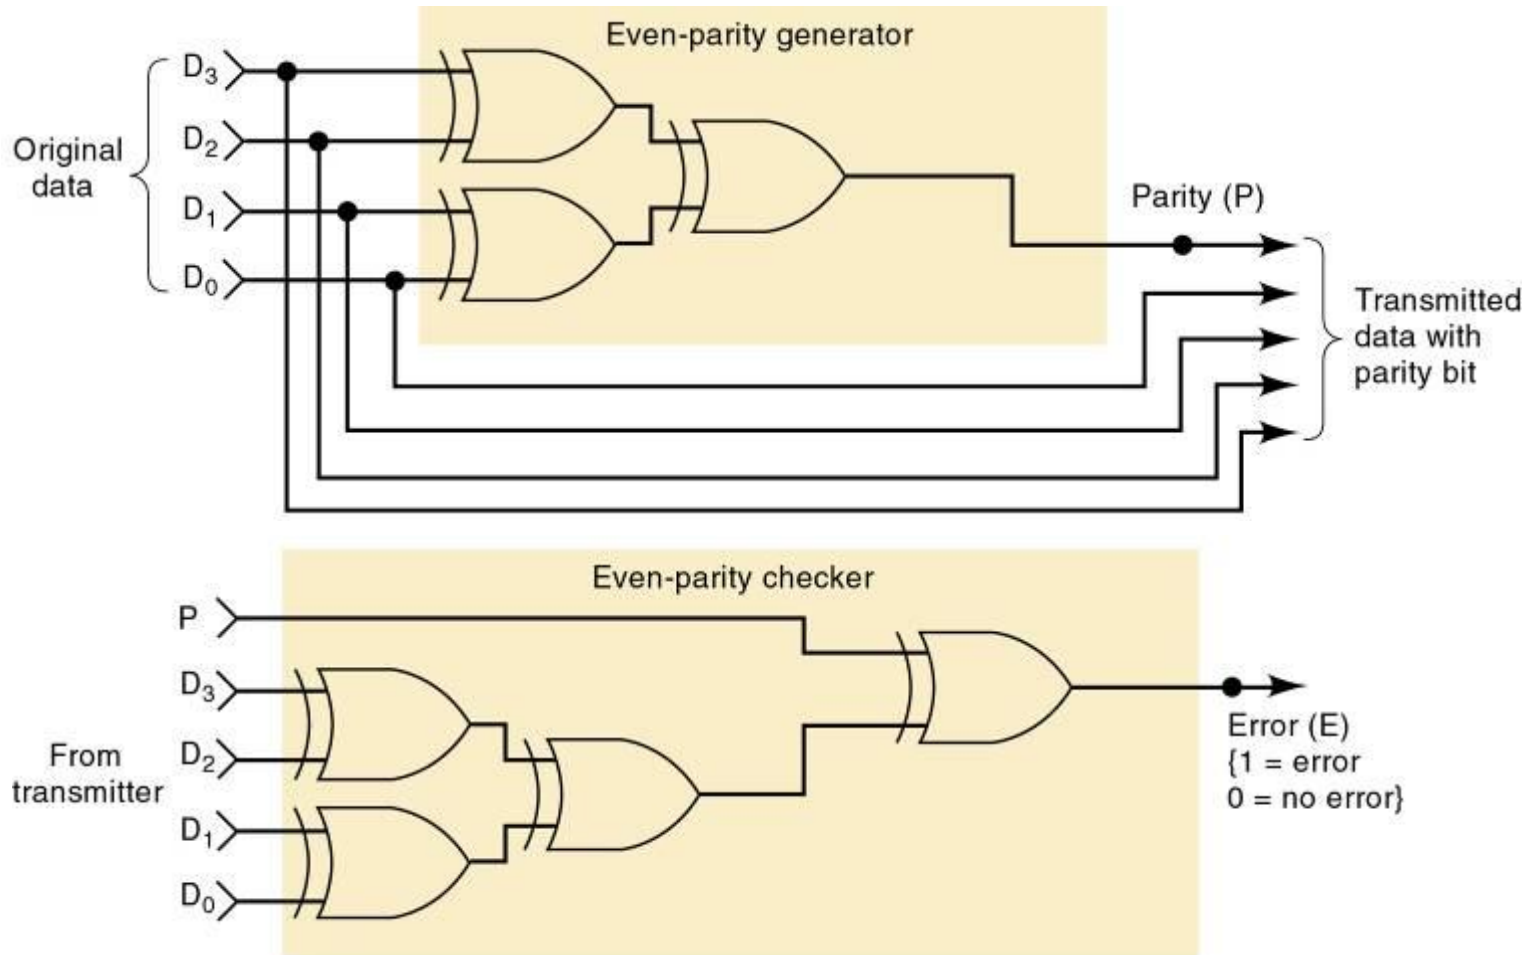 Even-parity generator
D₃
D₂
Original
data
D₁
D₀
Parity (P)
Transmitted
data with
parity bit
Even-parity checker
P
D₃
From
transmitter
D₂
D₁
D₀
Error (E)
{1 = error
0 = no error}